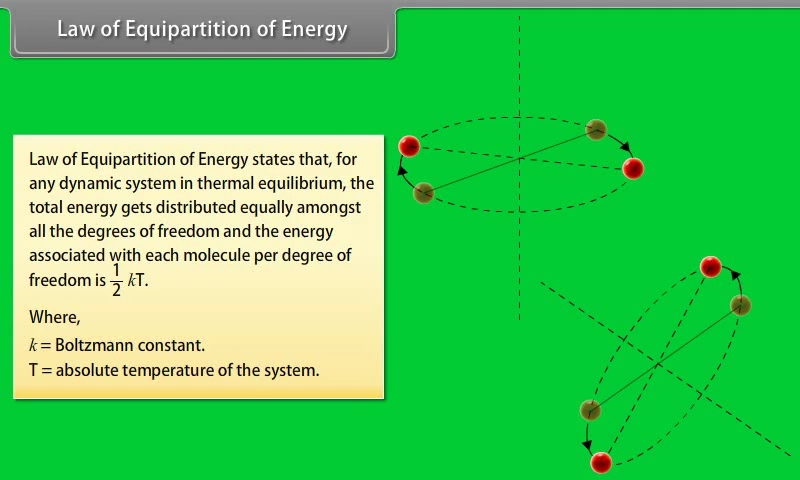 Law of Equipartition of Energy
Law of Equipartition of Energy states that, for
any dynamic system in thermal equilibrium, the
total energy gets distributed equally amongst
all the degrees of freedom and the energy
associated with each molecule per degree of
freedom is 1/2 kT.
Where,
k = Boltzmann constant.
T = absolute temperature of the system.